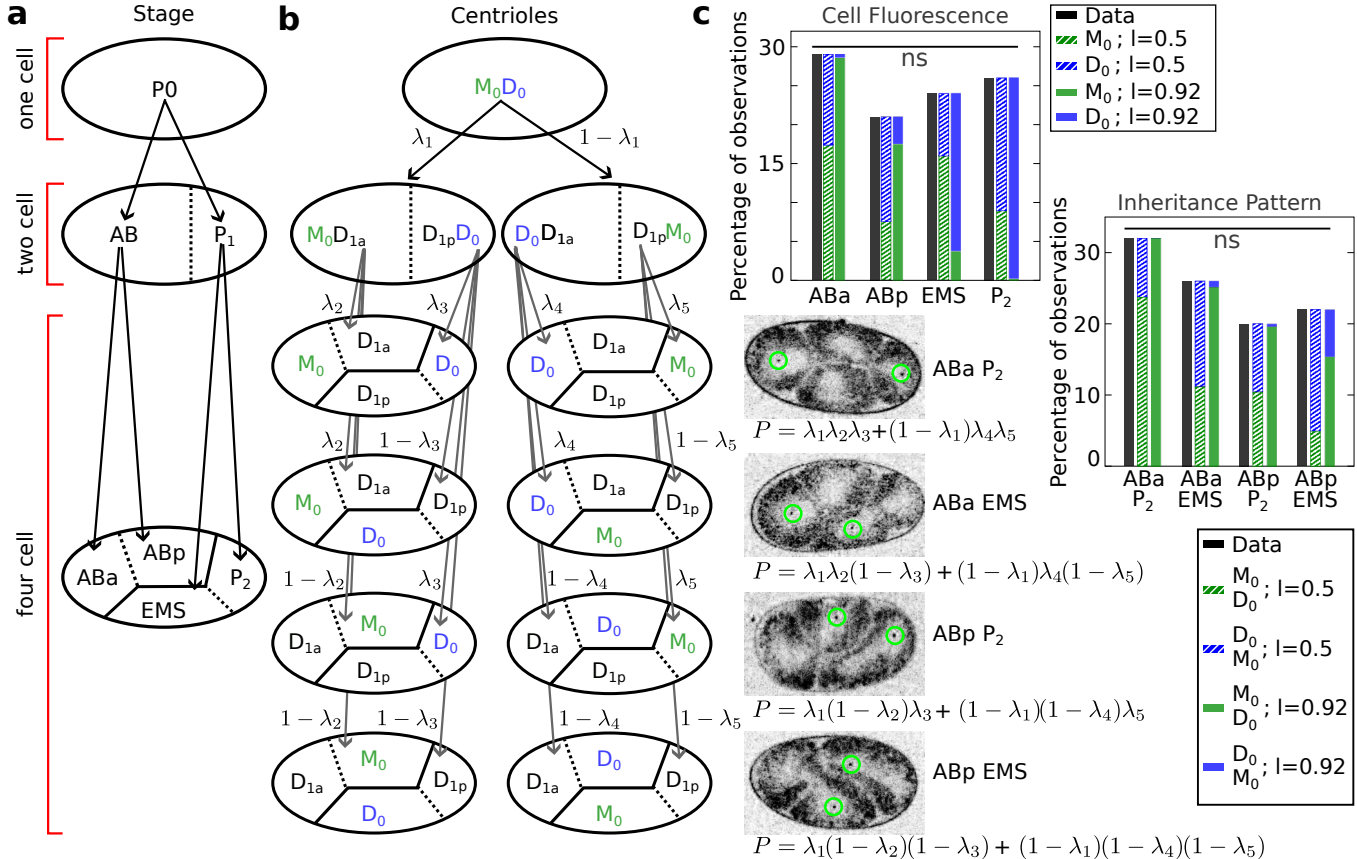 a
Stage
one cell
P0
two cell
AB
P1
four cell
ABa
ABp
EMS
P2
b
Centrioles
M0D0
λ1
1 − λ1
M0D1a
D1pD0
D0D1a
D1pM0
λ2
λ3
λ4
λ5
M0
D1a
D0
D1p
D0
D1a
M0
D1p
λ2
1 − λ3
λ4
1 − λ5
M0
D1a
D1p
D0
D0
D1a
D1p
M0
1 − λ2
λ3
1 − λ4
λ5
D1a
M0
D0
D1p
D1a
D0
M0
D1p
1 − λ2
1 − λ3
1 − λ4
1 − λ5
D1a
M0
D1p
D0
D1a
D0
D1p
M0
c
Cell Fluorescence
Percentage of observations
30
15
0
ns
ABa
ABp
EMS
P2
Data
M0 ; l=0.5
D0 ; l=0.5
M0 ; l=0.92
D0 ; l=0.92
Inheritance Pattern
Percentage of observations
30
20
10
0
ns
ABa P2
ABa EMS
ABp P2
ABp EMS
Data
M0 D0 ; l=0.5
D0 M0 ; l=0.5
M0 D0 ; l=0.92
D0 M0 ; l=0.92
ABa P2
P = λ1λ2λ3+(1 − λ1)λ4λ5
ABa EMS
P = λ1λ2(1 − λ3) + (1 − λ1)λ4(1 − λ5)
ABp P2
P = λ1(1 − λ2)λ3+ (1 − λ1)(1 − λ4)λ5
ABp EMS
P = λ1(1 − λ2)(1 − λ3) + (1 − λ1)(1 − λ4)(1 − λ5)